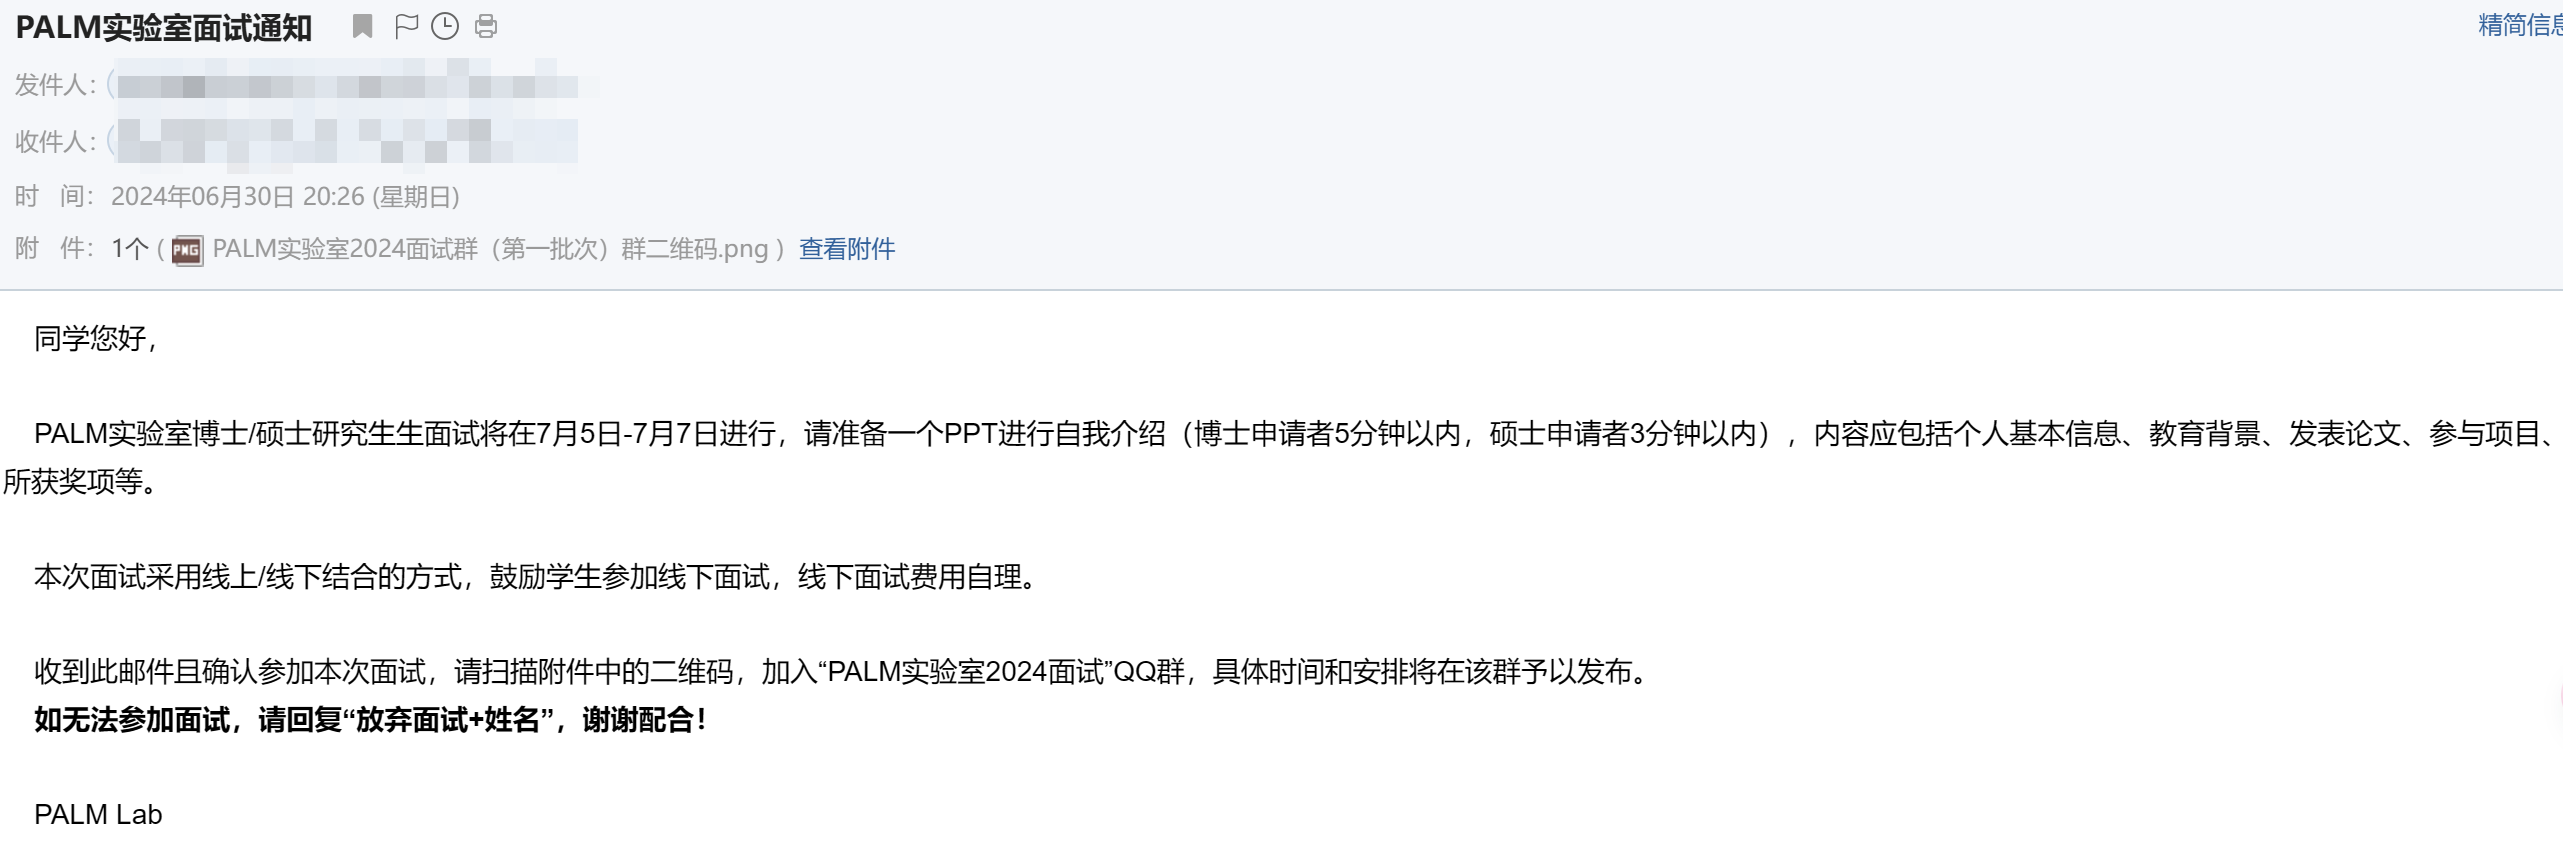 PALM实验室面试通知
精简信息
发件人：
收件人：
时 间： 2024年06月30日 20:26 (星期日)
附 件： 1个 ( PNG PALM实验室2024面试群（第一批次）群二维码.png ) 查看附件
同学您好，
PALM实验室博士/硕士研究生生面试将在7月5日-7月7日进行，请准备一个PPT进行自我介绍（博士申请者5分钟以内，硕士申请者3分钟以内），内容应包括个人基本信息、教育背景、发表论文、参与项目、
所获奖项等。
本次面试采用线上/线下结合的方式，鼓励学生参加线下面试，线下面试费用自理。
收到此邮件且确认参加本次面试，请扫描附件中的二维码，加入“PALM实验室2024面试”QQ群，具体时间和安排将在该群予以发布。
如无法参加面试，请回复“放弃面试+姓名”，谢谢配合！
PALM Lab